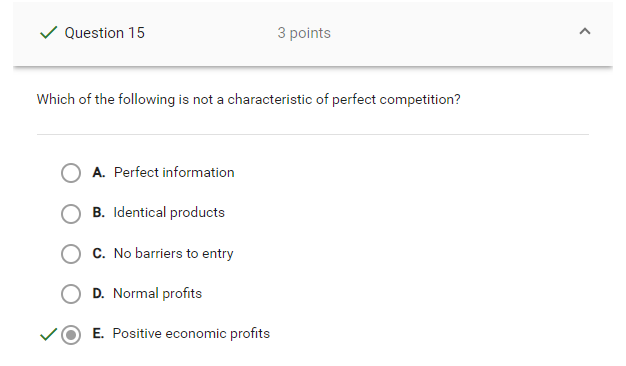 Question 15 3 points
Which of the following is not a characteristic of perfect competition?
A. Perfect information
B. Identical products
C. No barriers to entry
D. Normal profits
E. Positive economic profits